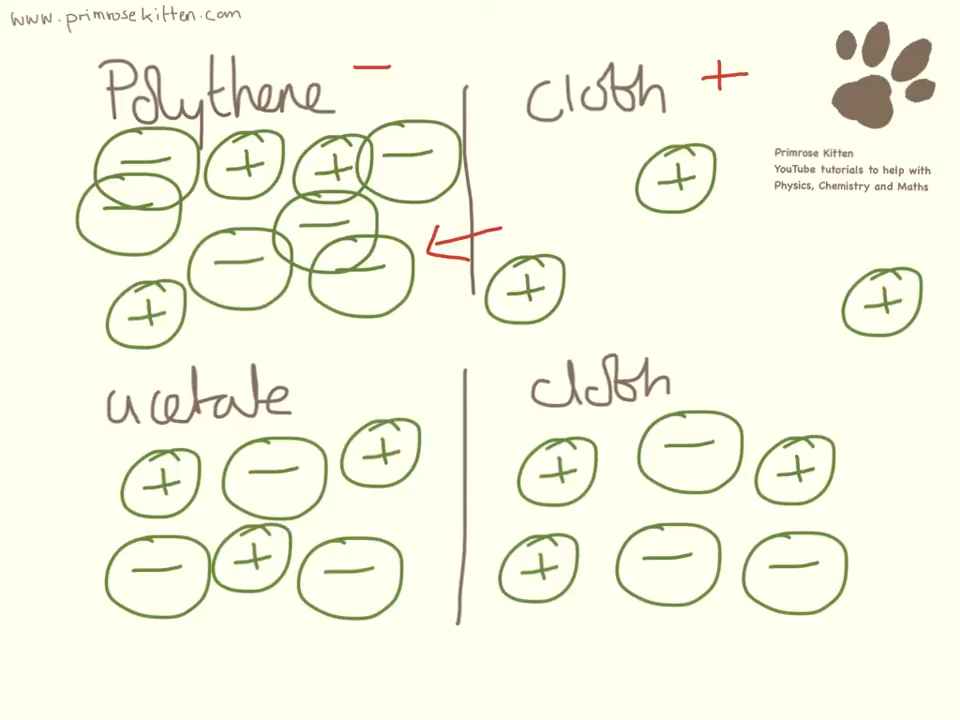 www.primrosekitten.com
Polythene −
cloth +
Primrose Kitten
YouTube tutorials to help with
Physics, Chemistry and Maths
− + + −
+
− −
− −
+
+ +
acetate
cloth
+ − +
+ − +
− + −
+ − −